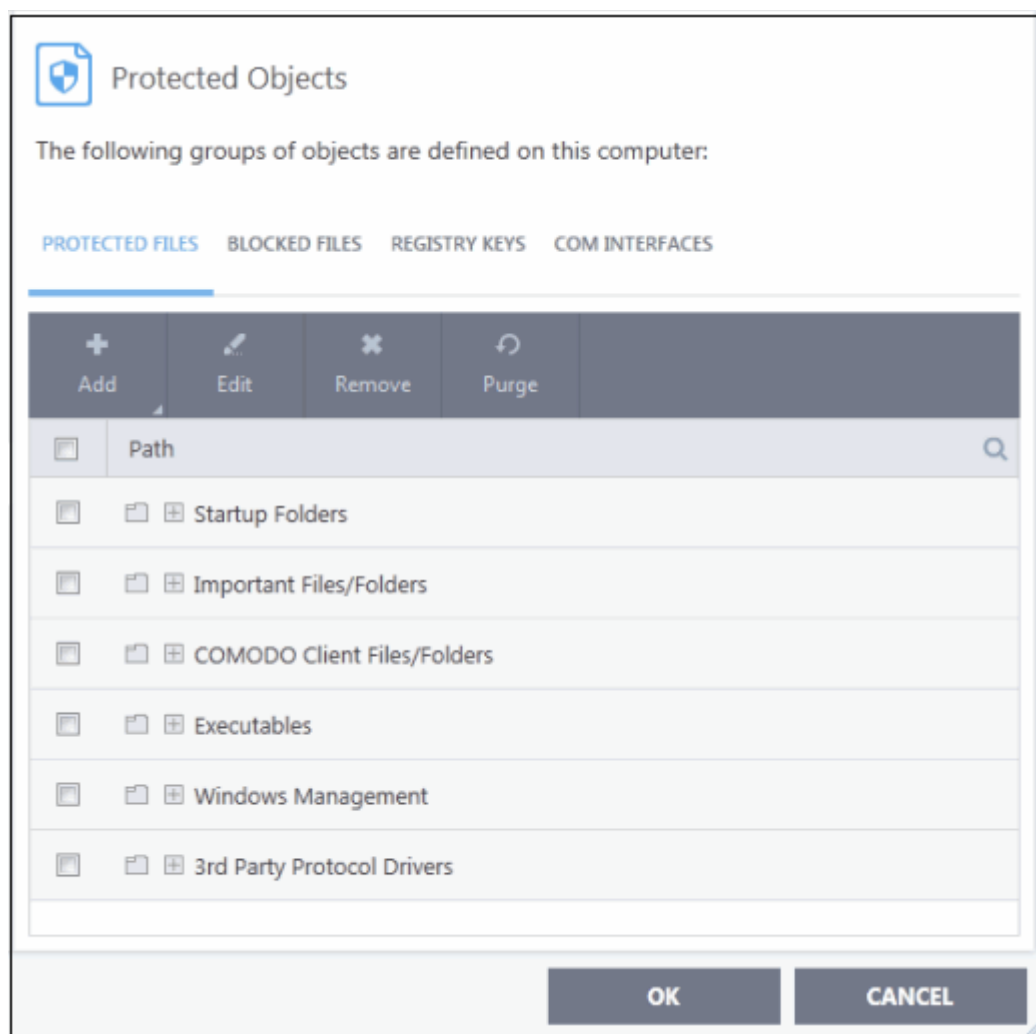 Protected Objects
The following groups of objects are defined on this computer:
PROTECTED FILES BLOCKED FILES REGISTRY KEYS COM INTERFACES
Add Edit Remove Purge
Path
Startup Folders
Important Files/Folders
COMODO Client Files/Folders
Executables
Windows Management
3rd Party Protocol Drivers
OK CANCEL